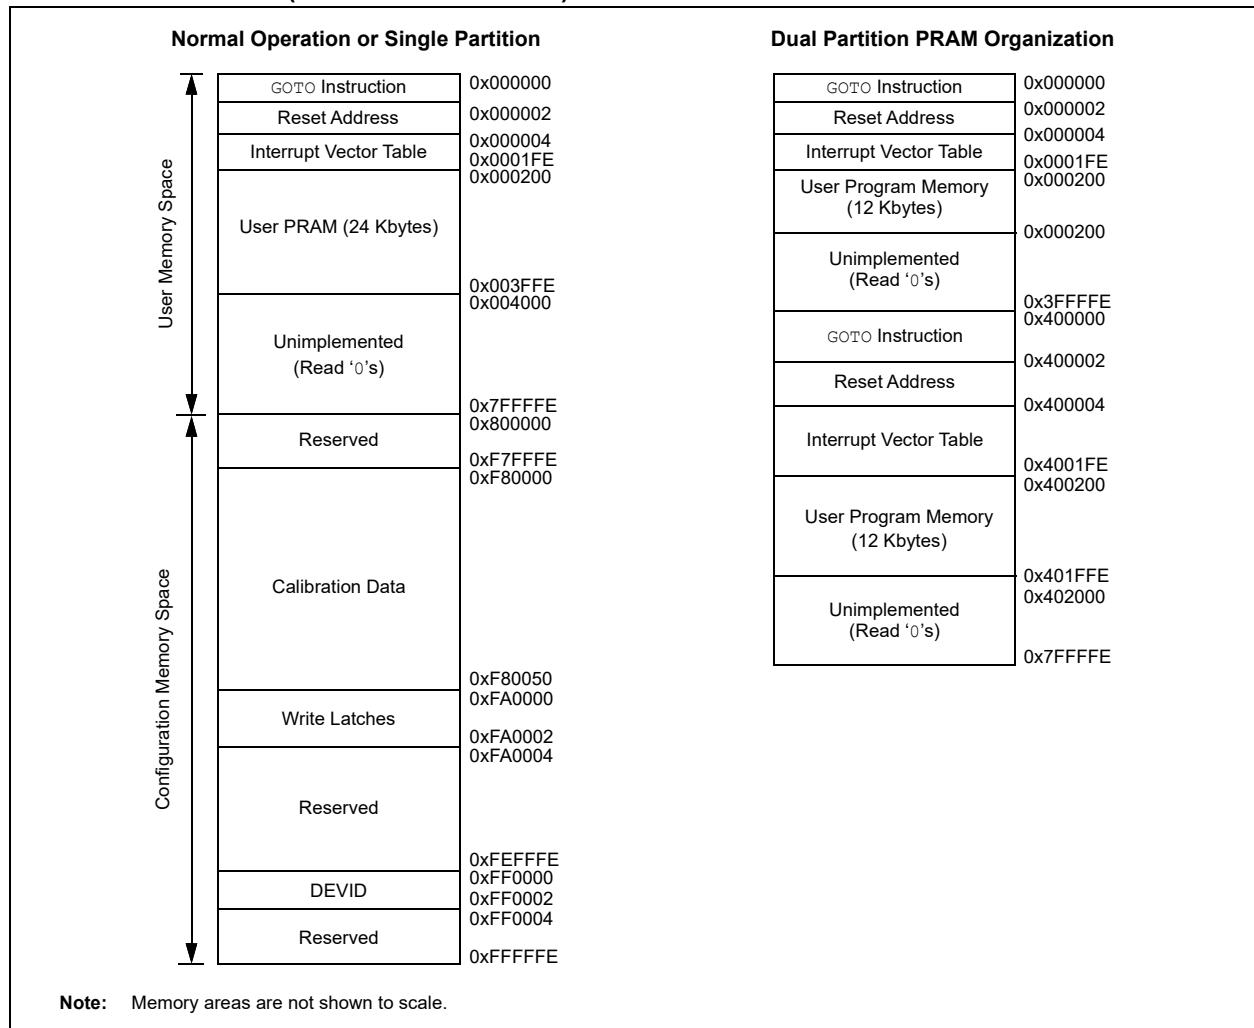 Normal Operation or Single Partition
GOTO Instruction
0x000000
Reset Address
0x000002
Interrupt Vector Table
0x000004
0x0001FE
0x000200
User PRAM (24 Kbytes)
0x003FFE
0x004000
Unimplemented
(Read ‘0’s)
0x7FFFFE
0x800000
Reserved
0xF7FFFE
0xF80000
Calibration Data
0xF80050
0xFA0000
Write Latches
0xFA0002
0xFA0004
Reserved
0xFEFFFE
0xFF0000
DEVID
0xFF0002
0xFF0004
Reserved
0xFFFFFE
User Memory Space
Configuration Memory Space
Dual Partition PRAM Organization
GOTO Instruction
0x000000
0x000002
Reset Address
0x000004
Interrupt Vector Table
0x0001FE
0x000200
User Program Memory
(12 Kbytes)
0x000200
Unimplemented
(Read ‘0’s)
0x3FFFFE
0x400000
GOTO Instruction
0x400002
Reset Address
0x400004
Interrupt Vector Table
0x4001FE
0x400200
User Program Memory
(12 Kbytes)
0x401FFE
0x402000
Unimplemented
(Read ‘0’s)
0x7FFFFE
Note: Memory areas are not shown to scale.